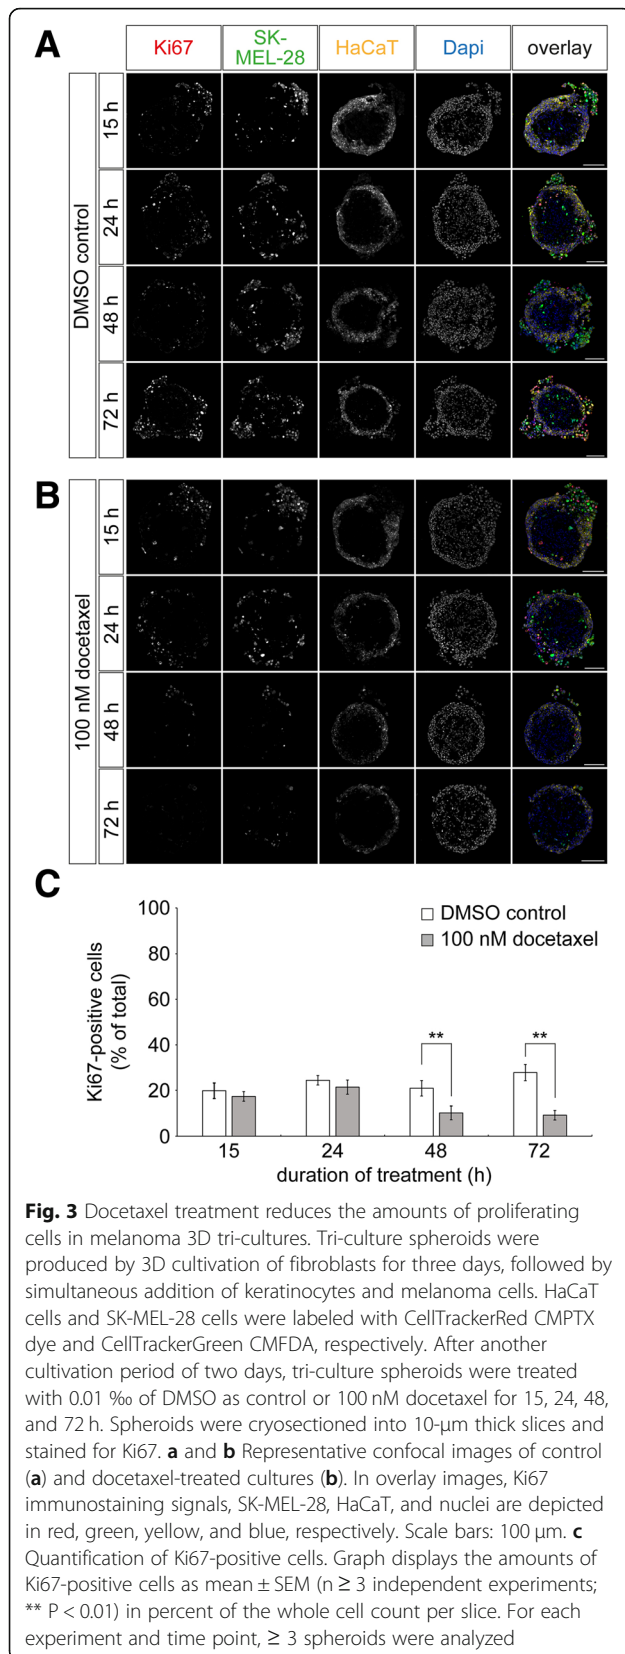 A
Ki67
SK-
MEL-28
HaCaT
Dapi
overlay
DMSO control
15 h
24 h
48 h
72 h
B
100 nM docetaxel
15 h
24 h
48 h
72 h
C
100
80
60
40
20
0
Ki67-positive cells
(% of total)
DMSO control
100 nM docetaxel
**
**
15
24
48
72
duration of treatment (h)
Fig. 3 Docetaxel treatment reduces the amounts of proliferating
cells in melanoma 3D tri-cultures. Tri-culture spheroids were
produced by 3D cultivation of fibroblasts for three days, followed by
simultaneous addition of keratinocytes and melanoma cells. HaCaT
cells and SK-MEL-28 cells were labeled with CellTrackerRed CMPTX
dye and CellTrackerGreen CMFDA, respectively. After another
cultivation period of two days, tri-culture spheroids were treated
with 0.01 ‰ of DMSO as control or 100 nM docetaxel for 15, 24, 48,
and 72 h. Spheroids were cryosectioned into 10-μm thick slices and
stained for Ki67. a and b Representative confocal images of control
(a) and docetaxel-treated cultures (b). In overlay images, Ki67
immunostaining signals, SK-MEL-28, HaCaT, and nuclei are depicted
in red, green, yellow, and blue, respectively. Scale bars: 100 μm. c
Quantification of Ki67-positive cells. Graph displays the amounts of
Ki67-positive cells as mean ± SEM (n ≥ 3 independent experiments;
** P < 0.01) in percent of the whole cell count per slice. For each
experiment and time point, ≥ 3 spheroids were analyzed